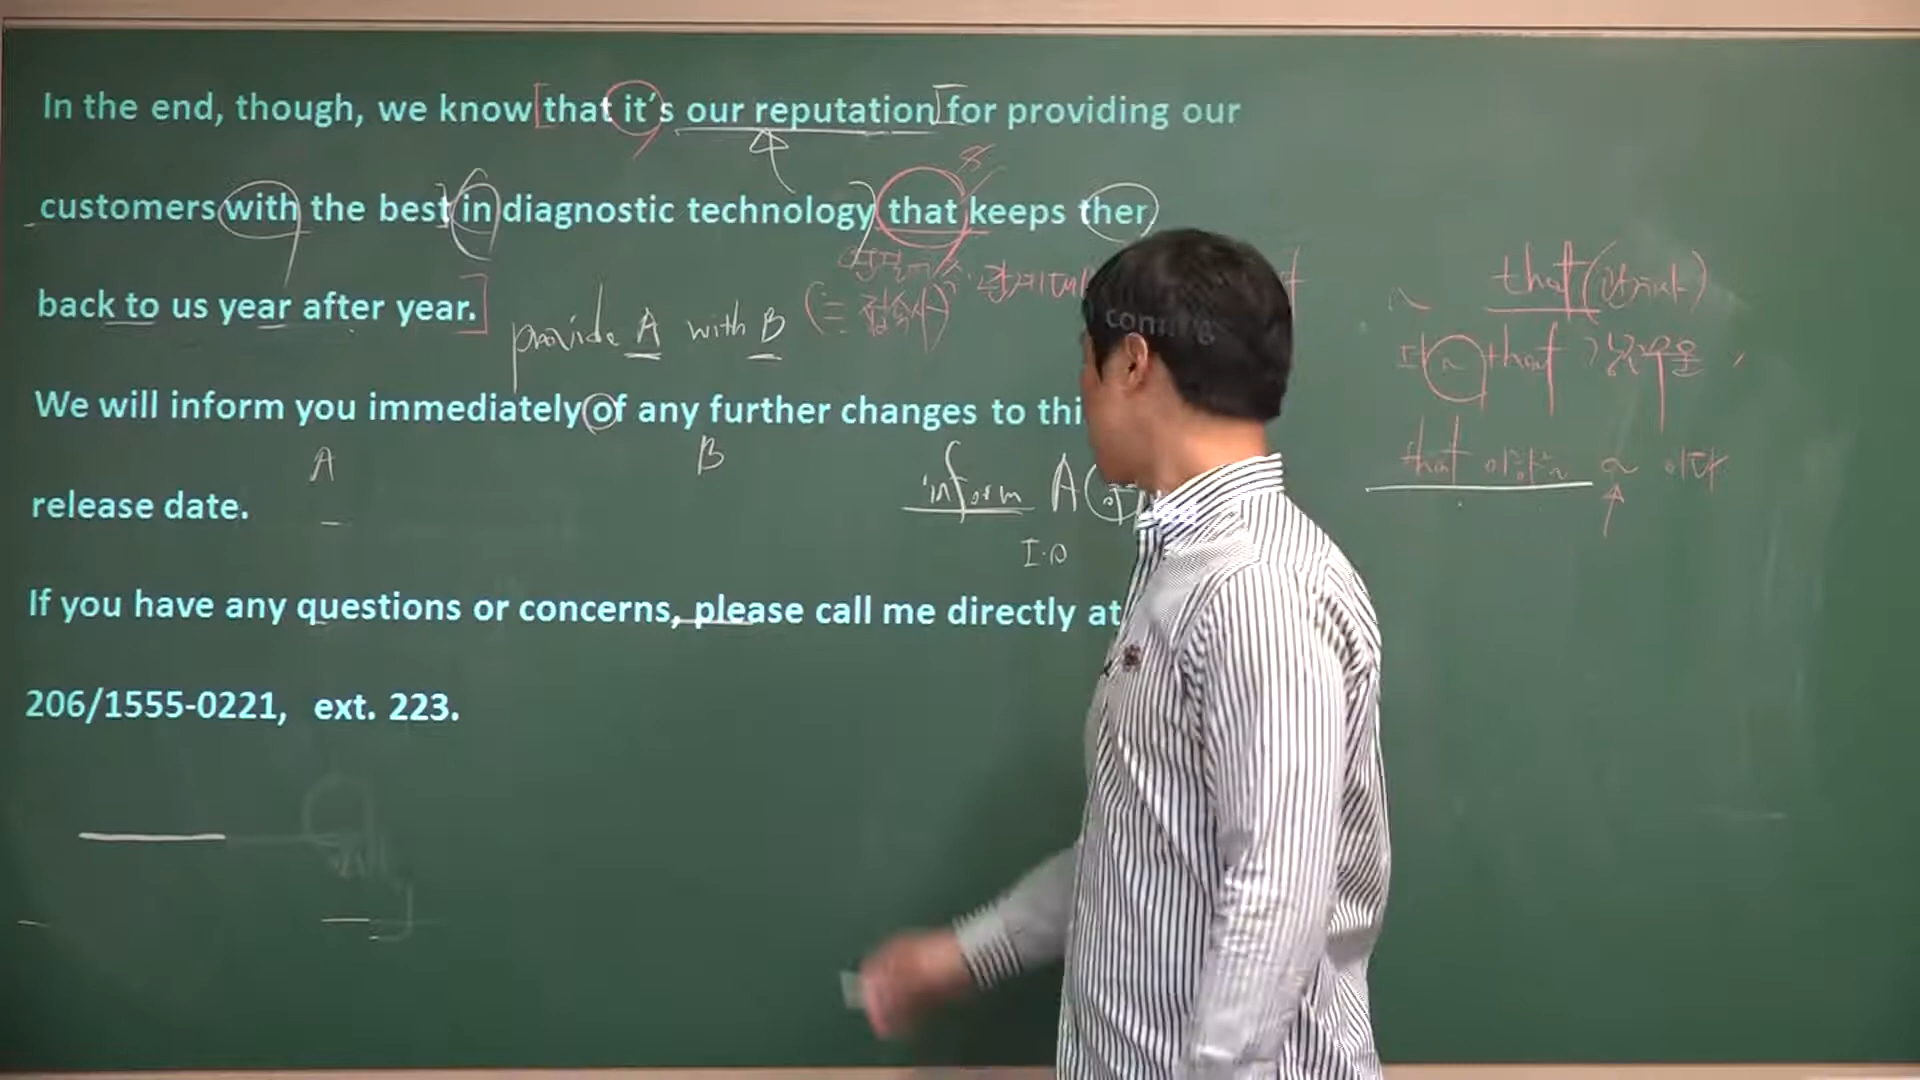 In the end, though, we know that it's our reputation for providing our
customers with the best in diagnostic technology that keeps ther
back to us year after year.
provide A with B
that
that
that
We will inform you immediately of any further changes to thi
A
B
inform A of
I.O
release date.
If you have any questions or concerns, please call me directly at
206/1555-0221, ext. 223.